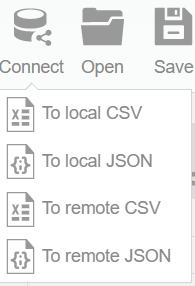 Connect Open Save
To local CSV
To local JSON
To remote CSV
To remote JSON